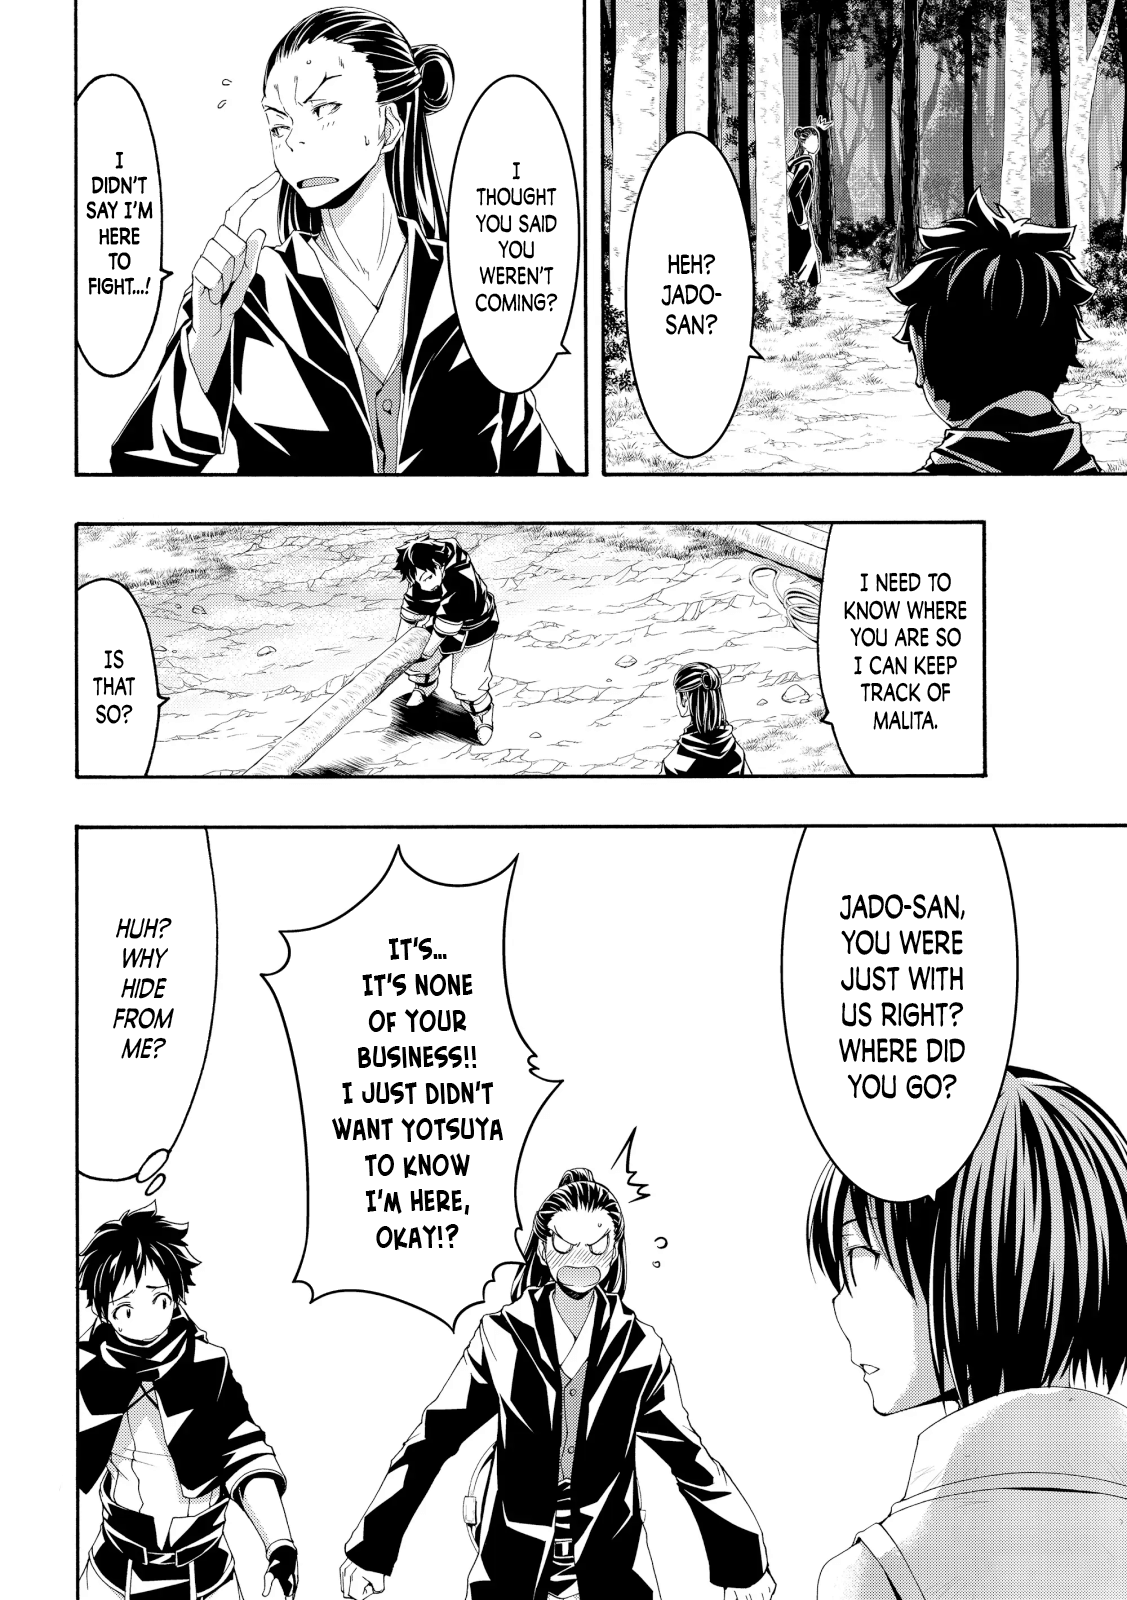 HEH?
JADO-
SAN?
I
THOUGHT
YOU SAID
YOU
WEREN'T
COMING?
I
DIDN'T
SAY I'M
HERE
TO
FIGHT...!
I NEED TO
KNOW WHERE
YOU ARE SO
I CAN KEEP
TRACK OF
MALITA.
IS
THAT
SO?
JADO-SAN,
YOU WERE
JUST WITH
US RIGHT?
WHERE DID
YOU GO?
IT'S...
IT'S NONE
OF YOUR
BUSINESS!!
I JUST DIDN'T
WANT YOTSUYA
TO KNOW
I'M HERE,
OKAY!?
HUH?
WHY
HIDE
FROM
ME?